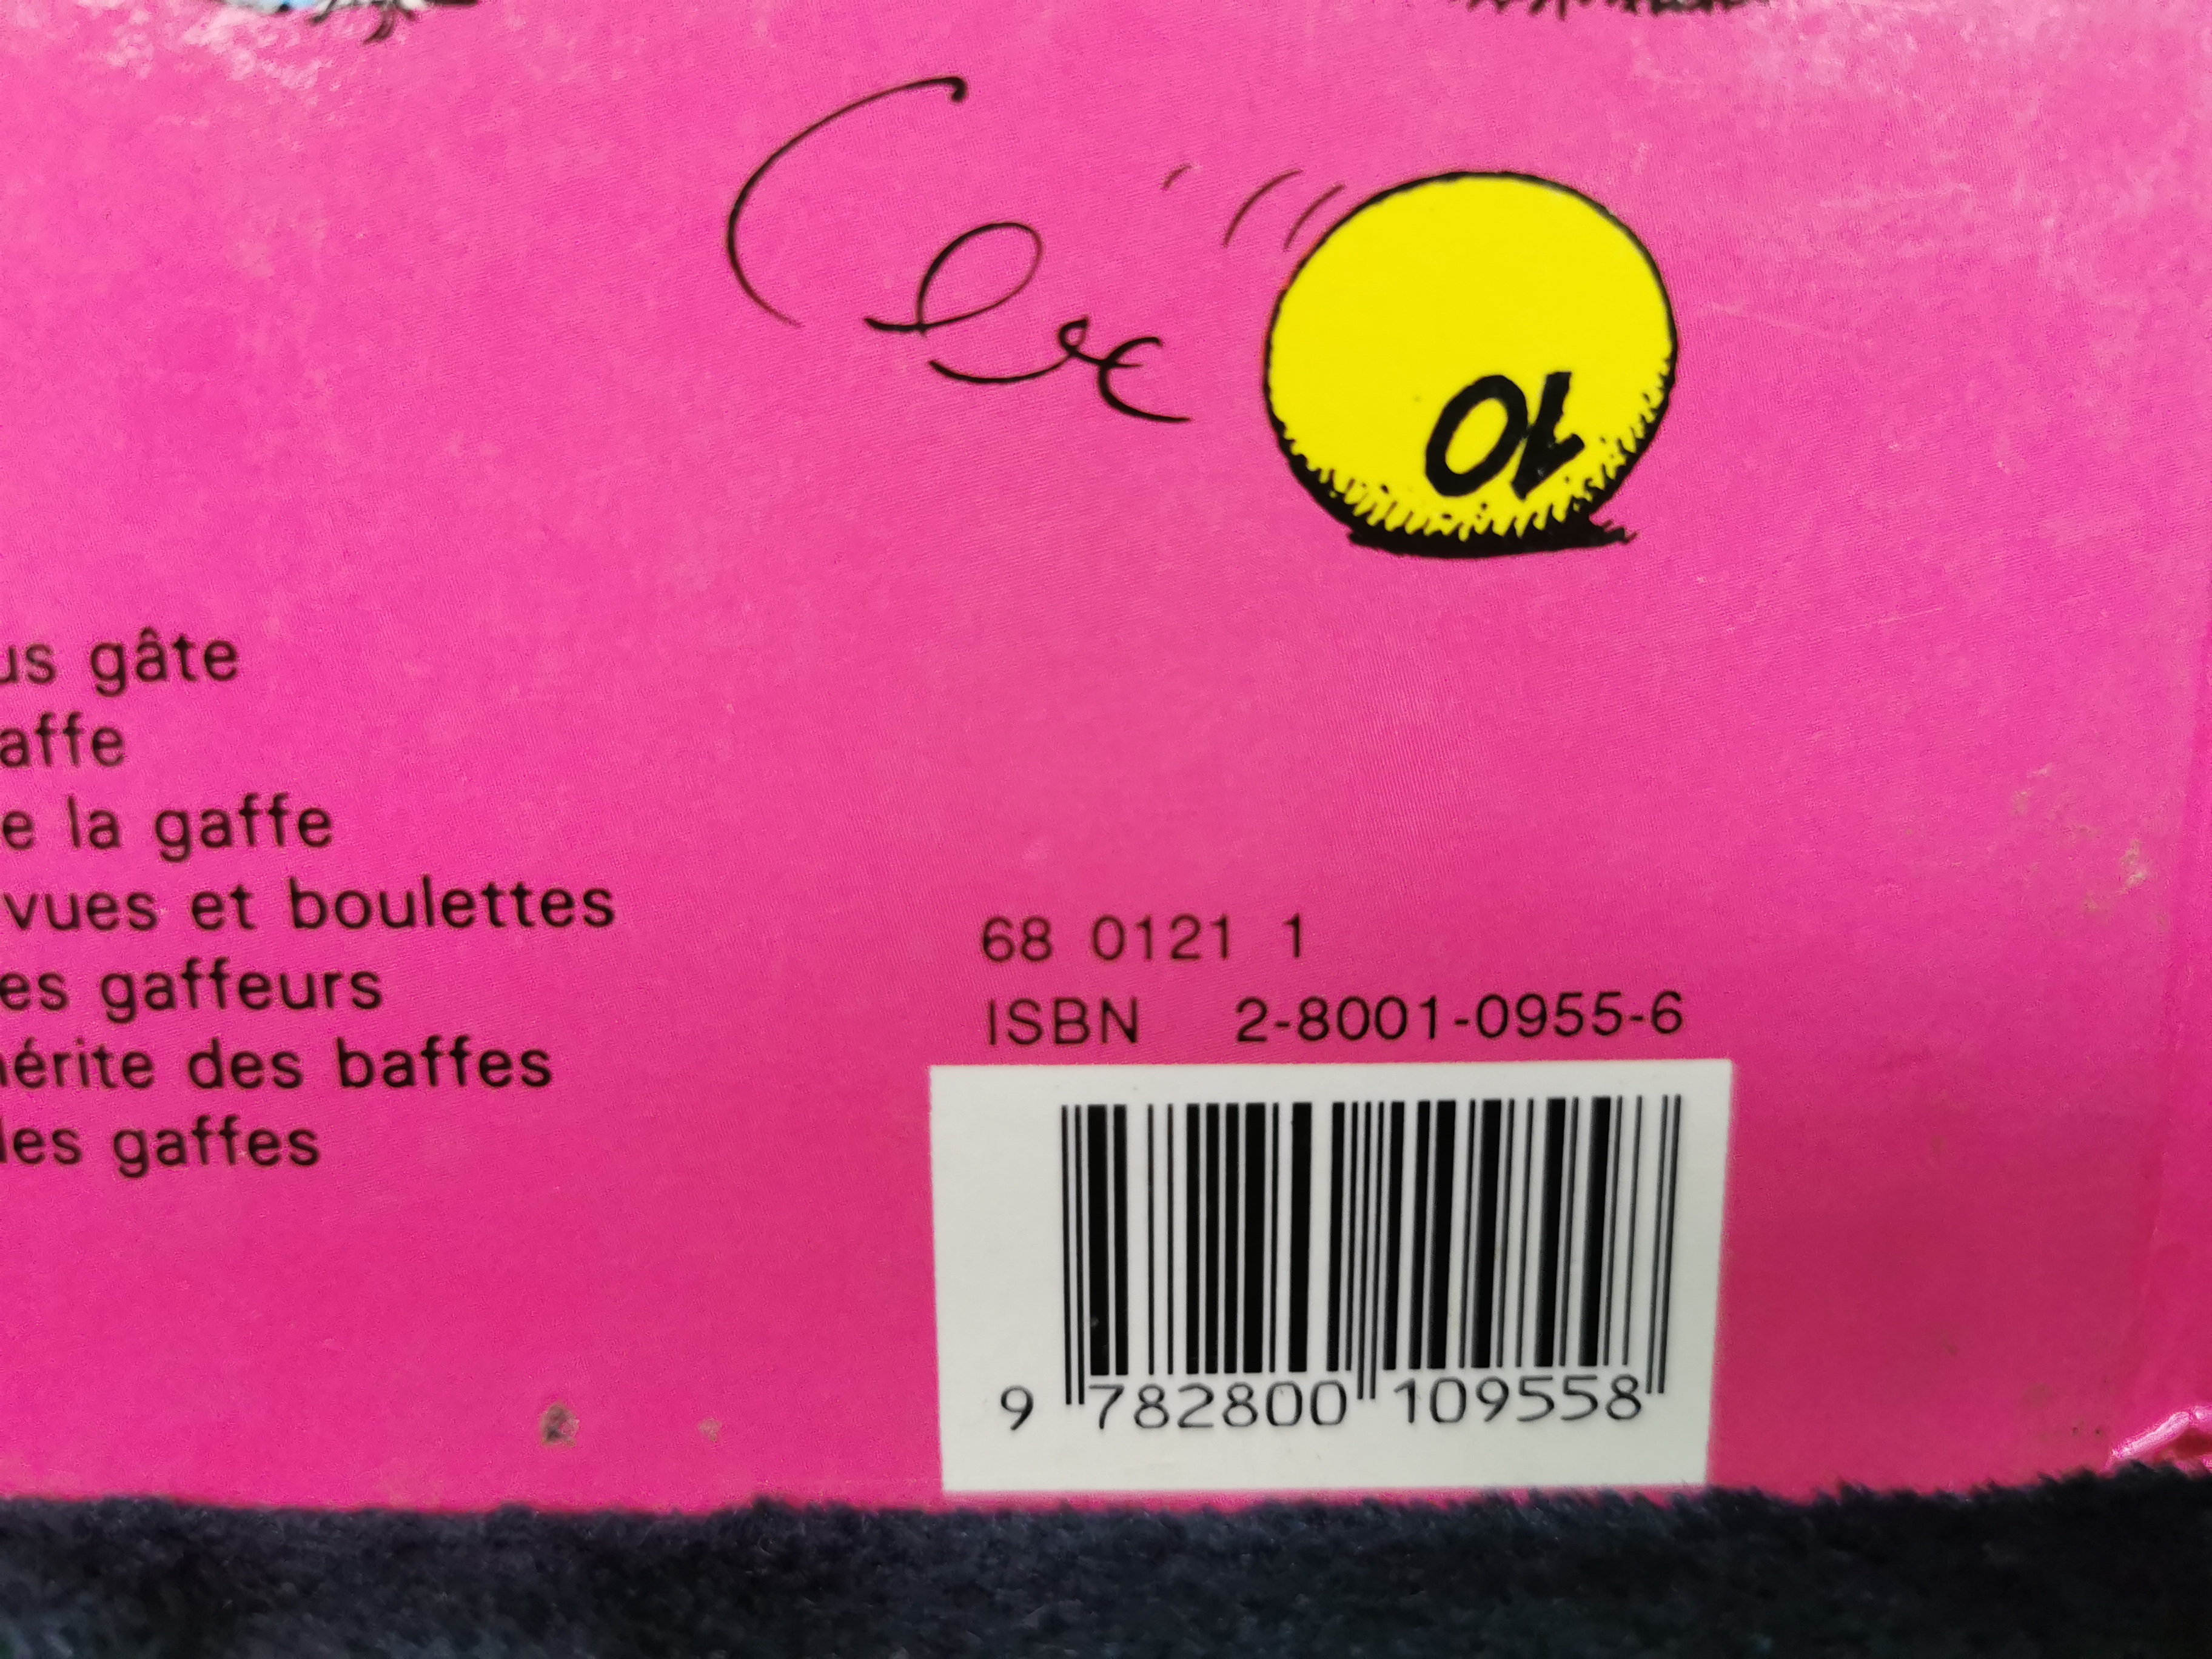 10
us gâte
affe
e la gaffe
vues et boulettes
es gaffeurs
érite des baffes
des gaffes
68 0121 1
ISBN 2-8001-0955-6
9 782800 109558